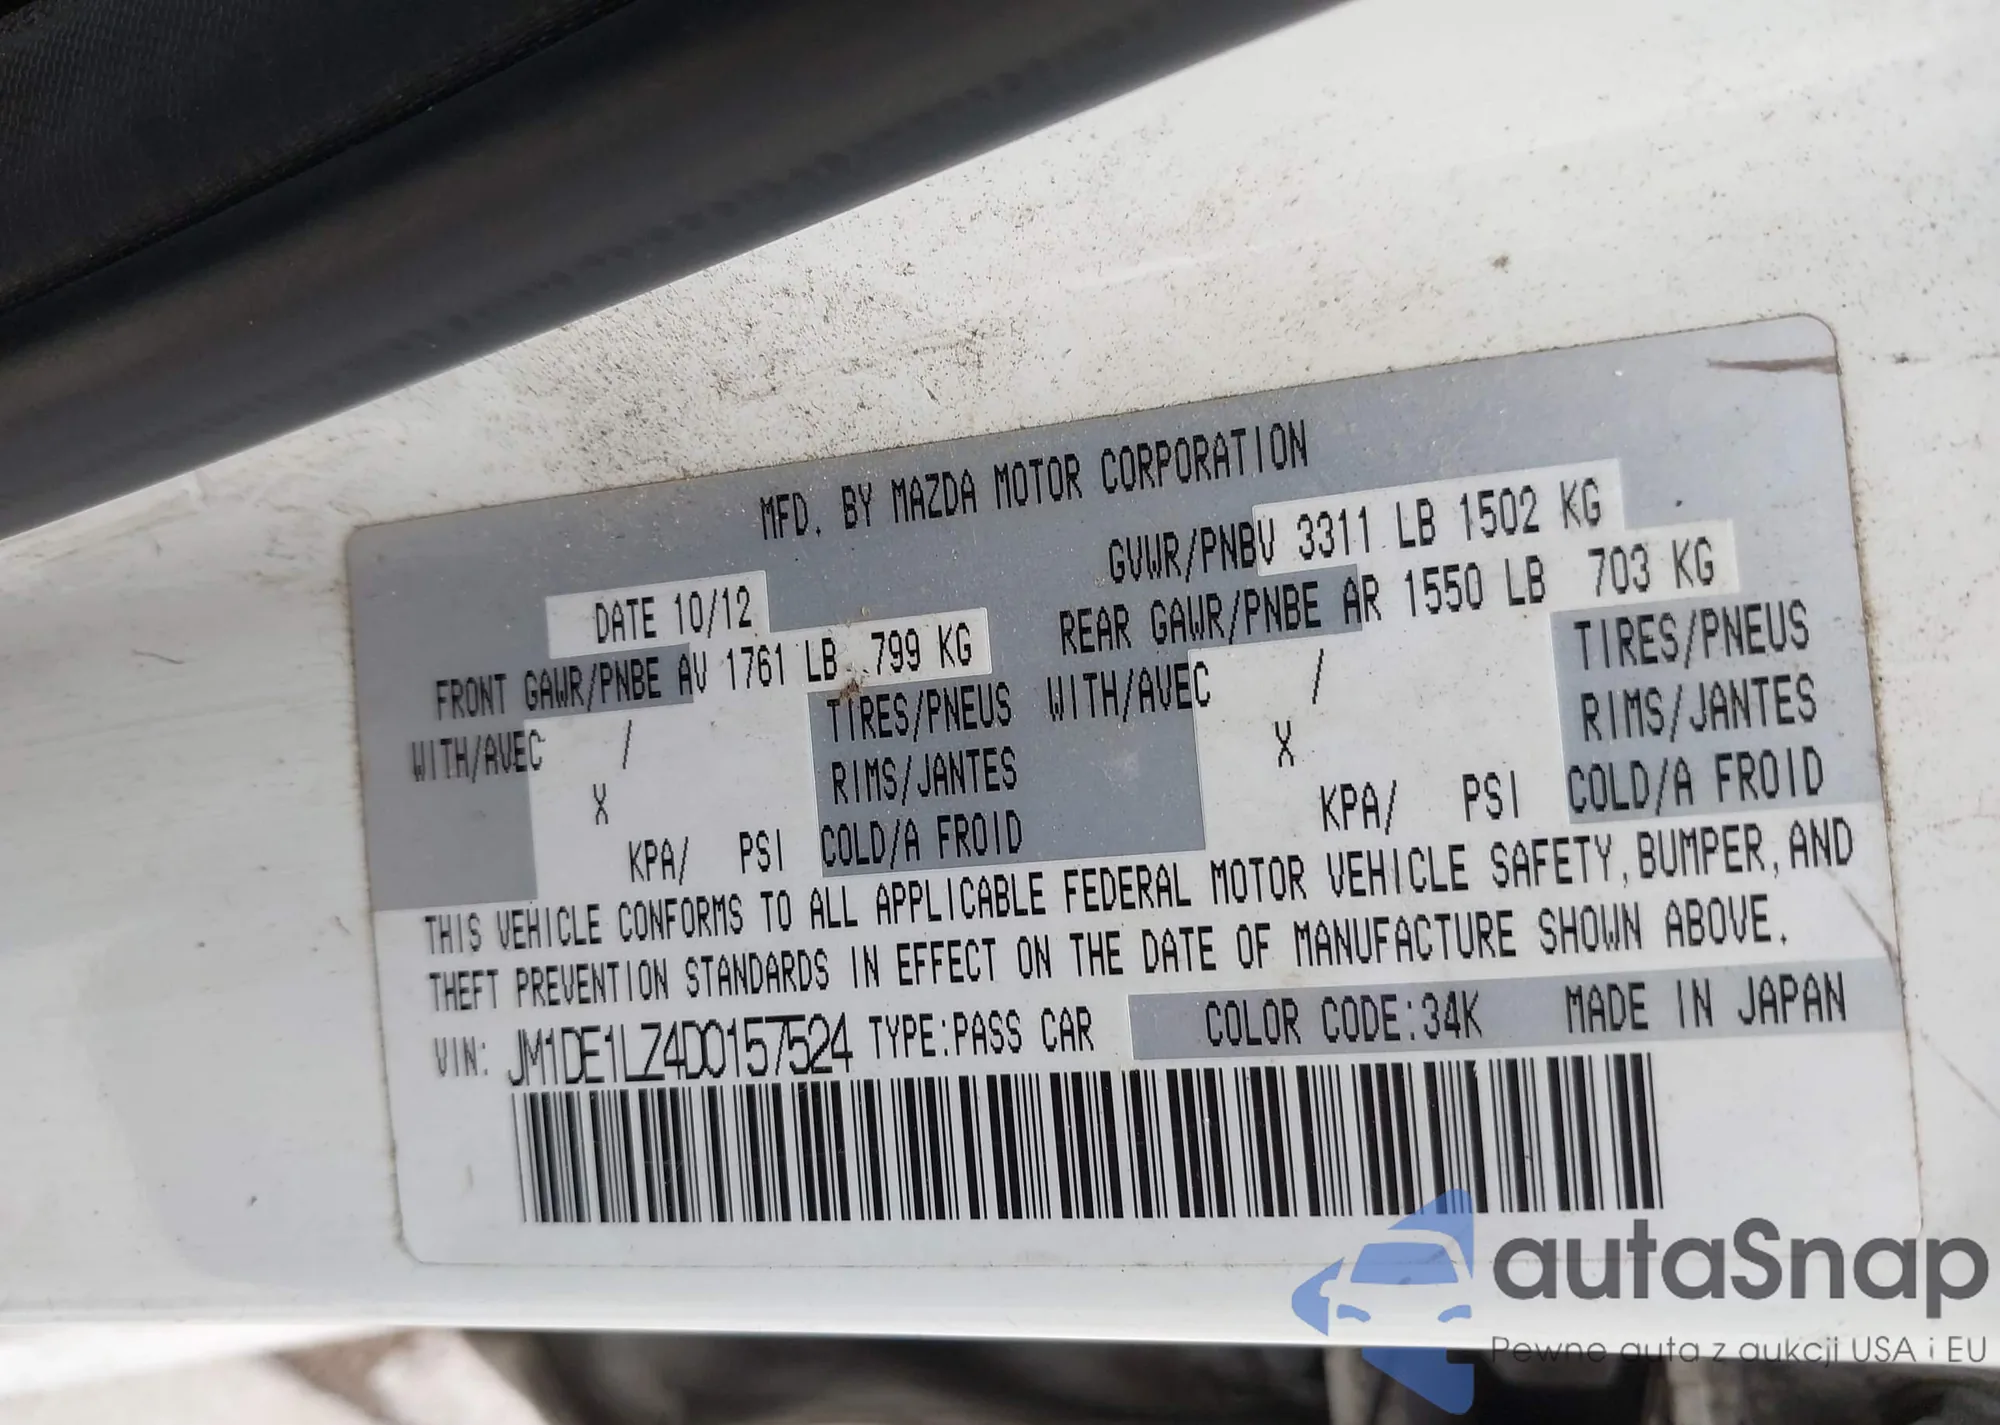 MFD. BY MAZDA MOTOR CORPORATION
DATE 10/12 GVWR/PNBV 3311 LB 1502 KG
FRONT GAWR/PNBE AV 1761 LB 799 KG REAR GAWR/PNBE AR 1550 LB 703 KG
WITH/AVEC / TIRES/PNEUS WITH/AVEC / TIRES/PNEUS
X RIMS/JANTES X RIMS/JANTES
KPA/ PSI COLD/A FROID KPA/ PSI COLD/A FROID
THIS VEHICLE CONFORMS TO ALL APPLICABLE FEDERAL MOTOR VEHICLE SAFETY, BUMPER, AND
THEFT PREVENTION STANDARDS IN EFFECT ON THE DATE OF MANUFACTURE SHOWN ABOVE.
VIN: JM1DE1LZ4D0157524 TYPE:PASS CAR COLOR CODE:34K MADE IN JAPAN
autaSnap
Pewne auta z aukcji USA i EU